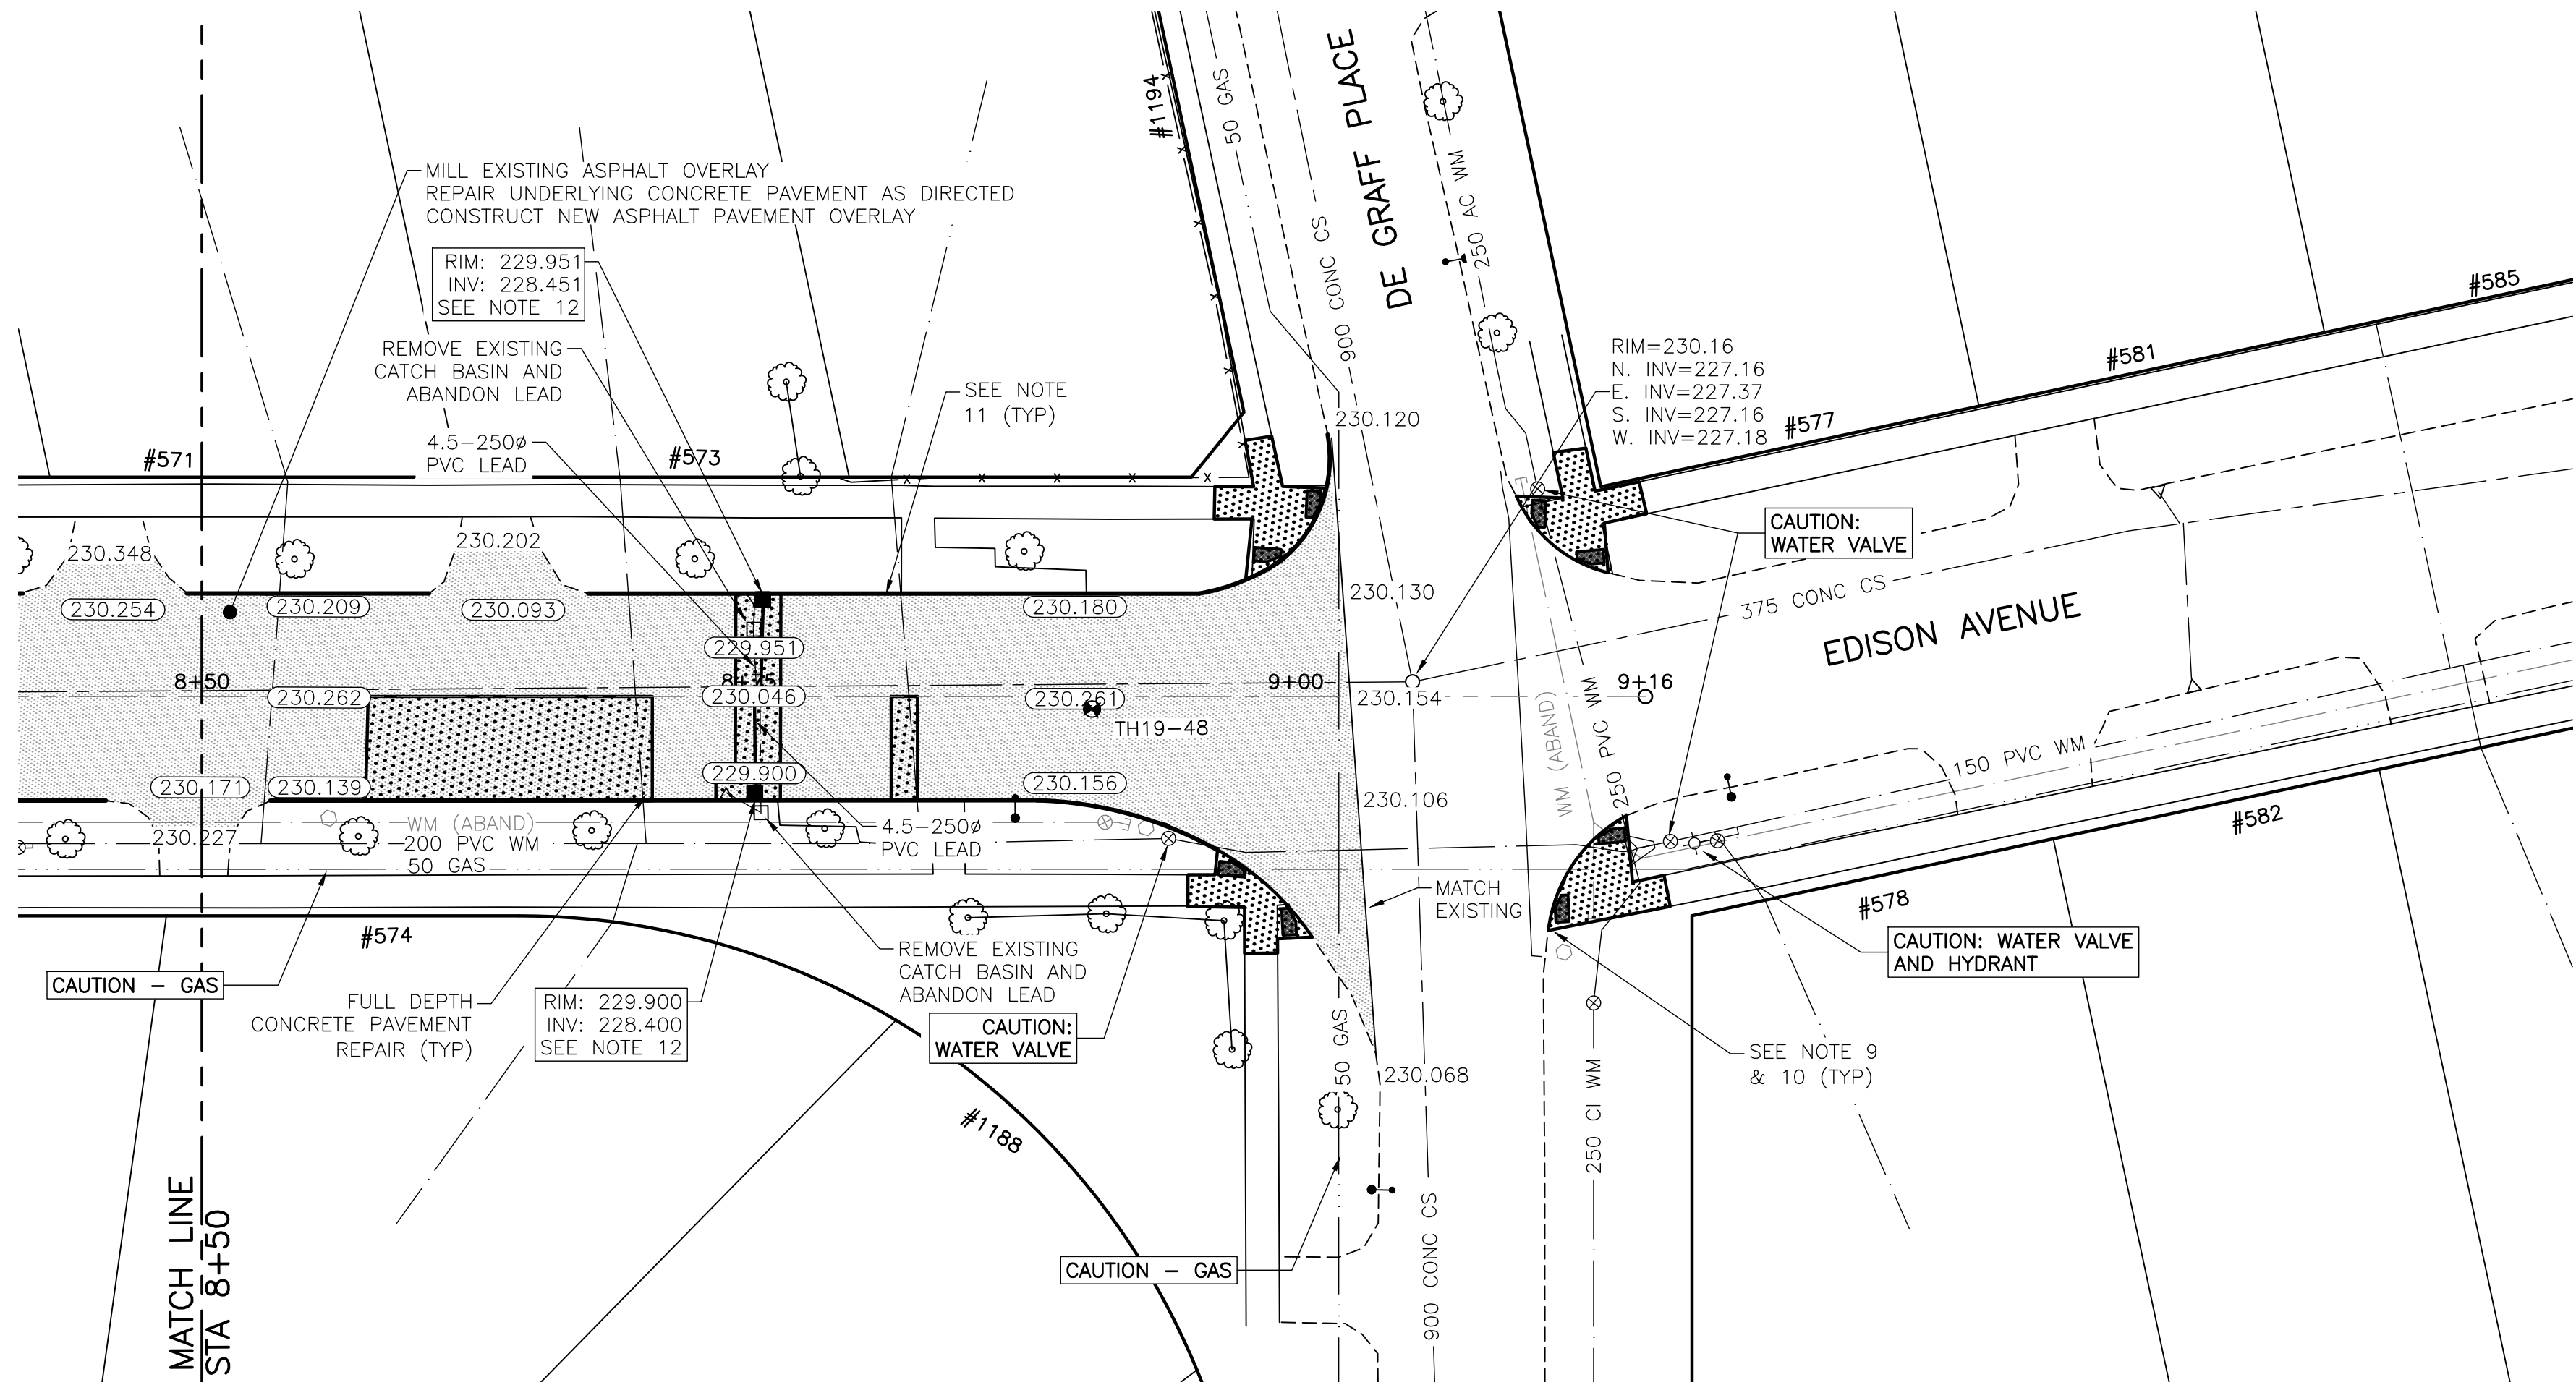 MILL EXISTING ASPHALT OVERLAY
REPAIR UNDERLYING CONCRETE PAVEMENT AS DIRECTED
CONSTRUCT NEW ASPHALT PAVEMENT OVERLAY
RIM: 229.951
INV: 228.451
SEE NOTE 12
REMOVE EXISTING
CATCH BASIN AND
ABANDON LEAD
4.5-250ø
PVC LEAD
SEE NOTE
11 (TYP)
#1194
50 GAS
900 CONC CS
DE GRAFF PLACE
250 AC WM
RIM=230.16
N. INV=227.16
E. INV=227.37
S. INV=227.16
W. INV=227.18
#571
#573
#577
#581
#585
230.120
CAUTION:
WATER VALVE
230.348
230.202
230.254
230.209
230.093
230.180
230.130
375 CONC CS
EDISON AVENUE
229.951
8+50
8+75
9+00
9+16
230.262
230.046
230.261
230.154
TH19-48
WM (ABAND)
250 PVC WM
150 PVC WM
230.171
230.139
229.900
230.156
230.106
230.227
WM (ABAND)
200 PVC WM
50 GAS
4.5-250ø
PVC LEAD
E
E
MATCH
EXISTING
#574
#578
#582
CAUTION - GAS
FULL DEPTH
CONCRETE PAVEMENT
REPAIR (TYP)
RIM: 229.900
INV: 228.400
SEE NOTE 12
REMOVE EXISTING
CATCH BASIN AND
ABANDON LEAD
CAUTION:
WATER VALVE
CAUTION: WATER VALVE
AND HYDRANT
SEE NOTE 9
& 10 (TYP)
230.068
50 GAS
250 CI WM
900 CONC CS
#1188
CAUTION - GAS
MATCH LINE
STA 8+50